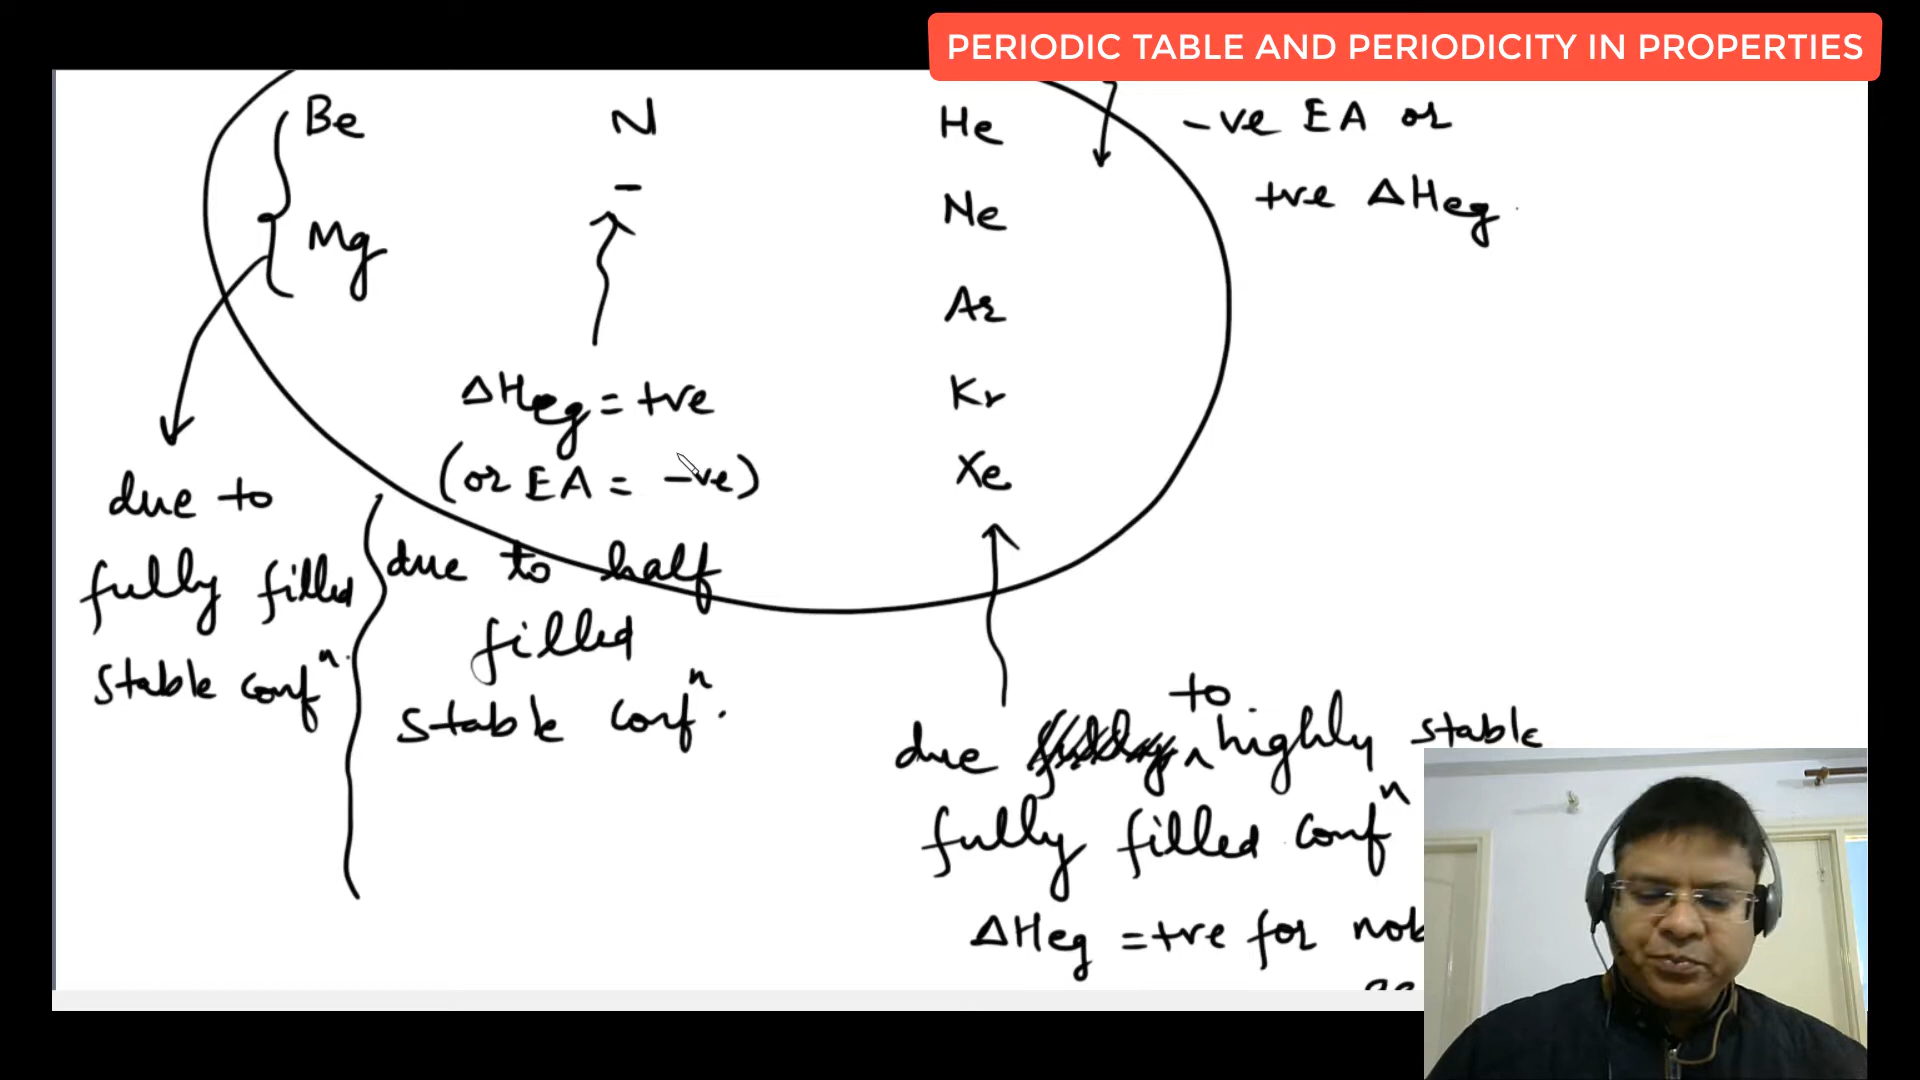 PERIODIC TABLE AND PERIODICITY IN PROPERTIES
Be N He
-ve EA or
+ve ΔHeg
- Ne
Mg
Ar
ΔHeg = +ve
Kr
(or EA = -ve)
Xe
due to
fully filled
stable confⁿ.
due to half
filled
stable confⁿ.
due to highly stable
fully filled confⁿ
ΔHeg = +ve for